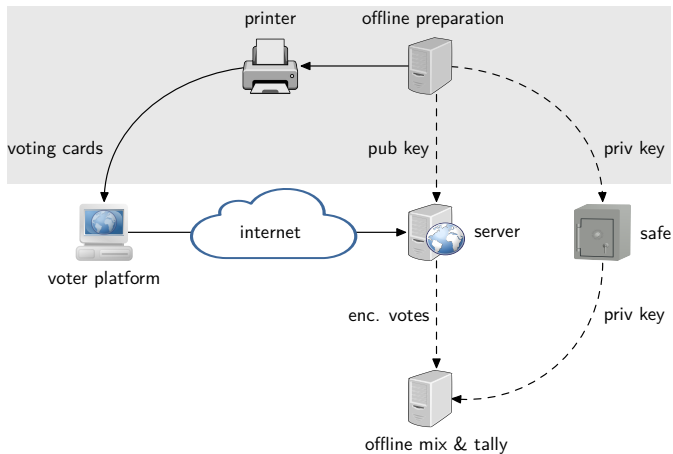 printer
offline preparation
voting cards
pub key
priv key
internet
server
safe
voter platform
enc. votes
priv key
offline mix & tally